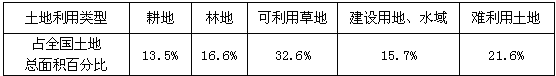 土地利用类型 耕地 林地 可利用草地 建设用地、水域 难利用土地
占全国土地
总面积百分比 13.5% 16.6% 32.6% 15.7% 21.6%